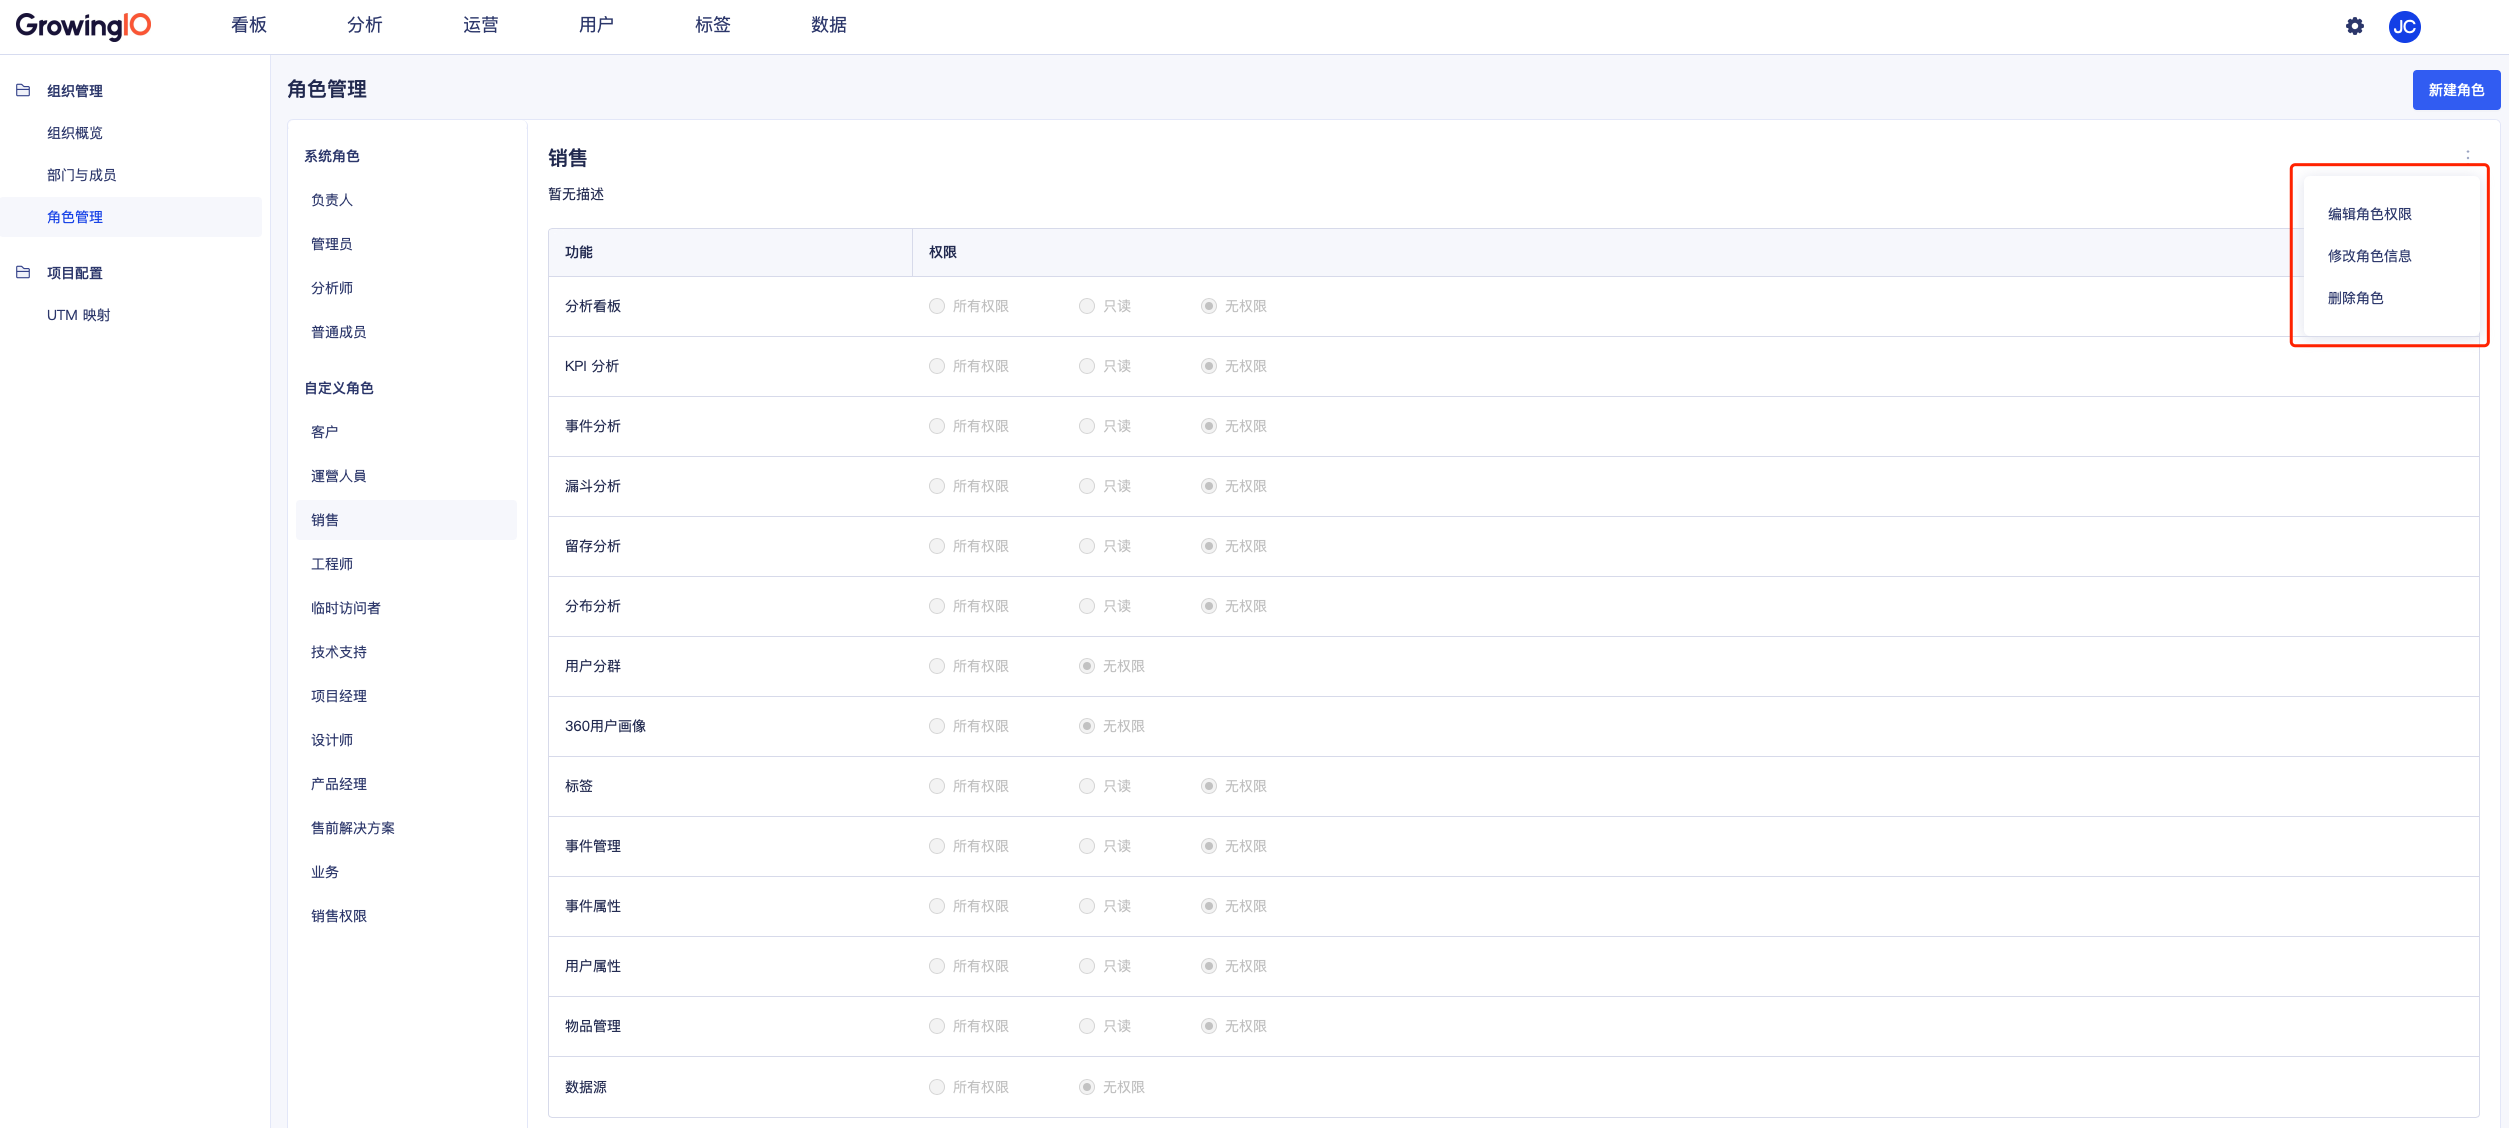 GrowingIO 看板 分析 运营 用户 标签 数据 JC
组织管理
组织概览
部门与成员
角色管理
项目配置
UTM 映射
角色管理 新建角色
系统角色
负责人
管理员
分析师
普通成员
自定义角色
客户
運營人員
销售
工程师
临时访问者
技术支持
项目经理
设计师
产品经理
售前解决方案
业务
销售权限
销售
暂无描述
编辑角色权限
修改角色信息
删除角色
功能 权限
分析看板 所有权限 只读 无权限
KPI 分析 所有权限 只读 无权限
事件分析 所有权限 只读 无权限
漏斗分析 所有权限 只读 无权限
留存分析 所有权限 只读 无权限
分布分析 所有权限 只读 无权限
用户分群 所有权限 无权限
360用户画像 所有权限 无权限
标签 所有权限 只读 无权限
事件管理 所有权限 只读 无权限
事件属性 所有权限 只读 无权限
用户属性 所有权限 只读 无权限
物品管理 所有权限 只读 无权限
数据源 所有权限 无权限